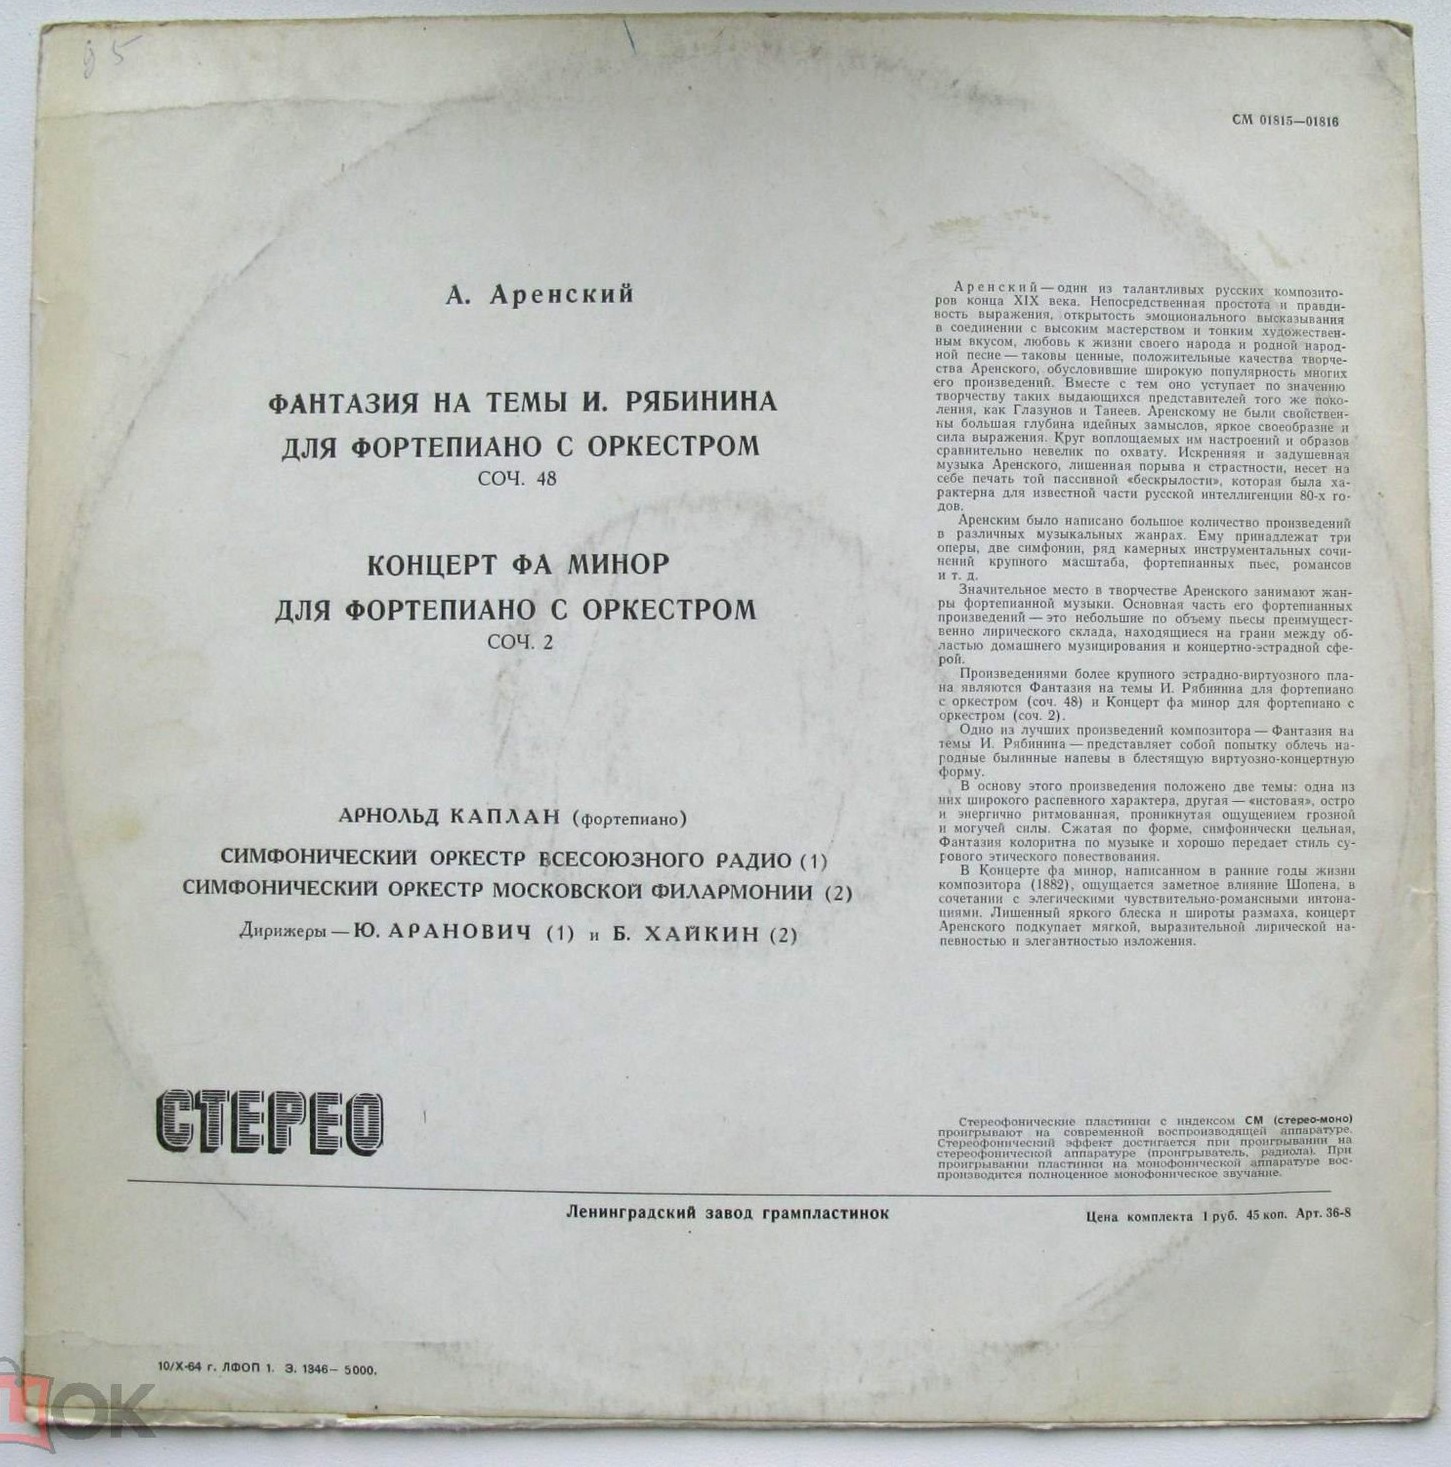 95
СМ 01815—01816
А. Аренский
ФАНТАЗИЯ НА ТЕМЫ И. РЯБИНИНА
ДЛЯ ФОРТЕПИАНО С ОРКЕСТРОМ
СОЧ. 48
КОНЦЕРТ ФА МИНОР
ДЛЯ ФОРТЕПИАНО С ОРКЕСТРОМ
СОЧ. 2
АРНОЛЬД КАПЛАН (фортепиано)
СИМФОНИЧЕСКИЙ ОРКЕСТР ВСЕСОЮЗНОГО РАДИО (1)
СИМФОНИЧЕСКИЙ ОРКЕСТР МОСКОВСКОЙ ФИЛАРМОНИИ (2)
Дирижеры — Ю. АРАНОВИЧ (1) и Б. ХАЙКИН (2)
Аренский — один из талантливых русских композито-
ров конца XIX века. Непосредственная простота и правди-
вость выражения, открытость эмоционального высказывания
в соединении с высоким мастерством и тонким художествен-
ным вкусом, любовь к жизни своего народа и родной народ-
ной песне — таковы ценные, положительные качества творче-
ства Аренского, обусловившие широкую популярность многих
его произведений. Вместе с тем оно уступает по значению
творчеству таких выдающихся представителей того же поко-
ления, как Глазунов и Танеев. Аренскому не были свойствен-
ны большая глубина идейных замыслов, яркое своеобразие и
сила выражения. Круг воплощаемых им настроений и образов
сравнительно невелик по охвату. Искренняя и задушевная
музыка Аренского, лишенная порыва и страстности, несет на
себе печать той пассивной «бескрылости», которая была ха-
рактерна для известной части русской интеллигенции 80-х го-
дов.
Аренским было написано большое количество произведений
в различных музыкальных жанрах. Ему принадлежат три
оперы, две симфонии, ряд камерных инструментальных сочи-
нений крупного масштаба, фортепианных пьес, романсов
и т. д.
Значительное место в творчестве Аренского занимают жан-
ры фортепианной музыки. Основная часть его фортепианных
произведений — это небольшие по объему пьесы преимущест-
венно лирического склада, находящиеся на грани между об-
ластью домашнего музицирования и концертно-эстрадной сфе-
рой.
Произведениями более крупного эстрадно-виртуозного пла-
на являются Фантазия на темы И. Рябинина для фортепиано
с оркестром (соч. 48) и Концерт фа минор для фортепиано с
оркестром (соч. 2).
Одно из лучших произведений композитора — Фантазия на
темы И. Рябинина — представляет собой попытку облечь на-
родные былинные напевы в блестящую виртуозно-концертную
форму.
В основу этого произведения положено две темы: одна из
них широкого распевного характера, другая — «истовая», остро
и энергично ритмованная, проникнутая ощущением грозной
и могучей силы. Сжатая по форме, симфонически цельная,
Фантазия колоритна по музыке и хорошо передает стиль су-
рового этического повествования.
В Концерте фа минор, написанном в ранние годы жизни
композитора (1882), ощущается заметное влияние Шопена, в
сочетании с элегическими чувствительно-романсными интона-
циями. Лишенный яркого блеска и широты размаха, концерт
Аренского подкупает мягкой, выразительной лирической на-
певностью и элегантностью изложения.
СТЕРЕО
Стереофонические пластинки с индексом СМ (стерео-моно)
проигрывают на современной воспроизводящей аппаратуре.
Стереофонический эффект достигается при проигрывании на
стереофонической аппаратуре (проигрыватель, радиола). При
проигрывании пластинки на монофонической аппаратуре вос-
производится полноценное монофоническое звучание.
Ленинградский завод грампластинок
Цена комплекта 1 руб. 45 коп. Арт. 36-8
10/X-64 г. ЛФОП 1. З. 1346— 5000.
ОК